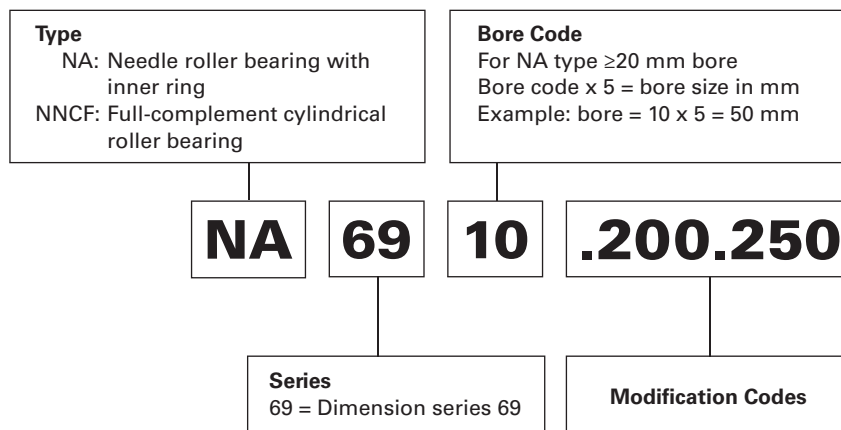 Type
NA: Needle roller bearing with
inner ring
NNCF: Full-complement cylindrical
roller bearing
Bore Code
For NA type ≥20 mm bore
Bore code x 5 = bore size in mm
Example: bore = 10 x 5 = 50 mm
NA 69 10 .200.250
Series
69 = Dimension series 69
Modification Codes